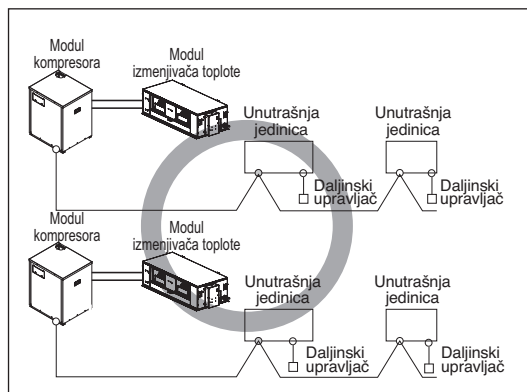 Modul
kompresora
Modul
izmenjivača toplote
Unutrašnja
jedinica
Unutrašnja
jedinica
Daljinski
upravljač
Daljinski
upravljač
Modul
kompresora
Modul
izmenjivača toplote
Unutrašnja
jedinica
Unutrašnja
jedinica
Daljinski
upravljač
Daljinski
upravljač